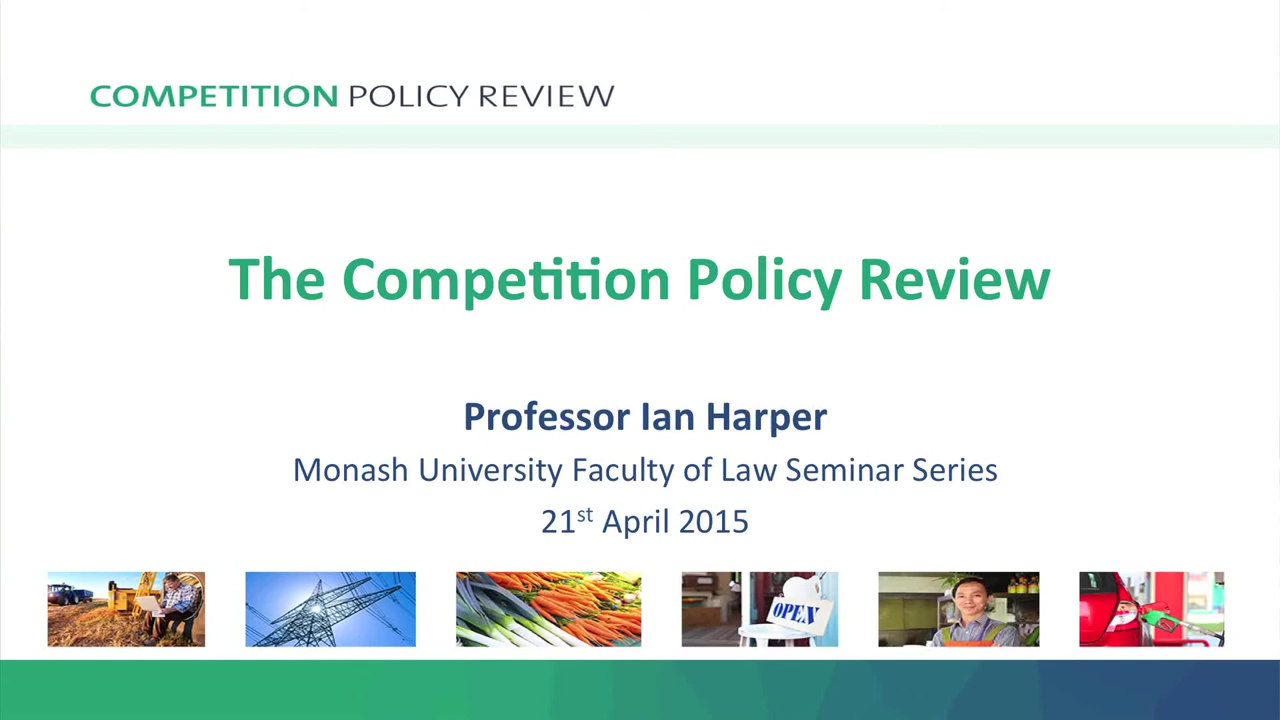 COMPETITION POLICY REVIEW
The Competition Policy Review
Professor Ian Harper
Monash University Faculty of Law Seminar Series
21st April 2015
OPEN